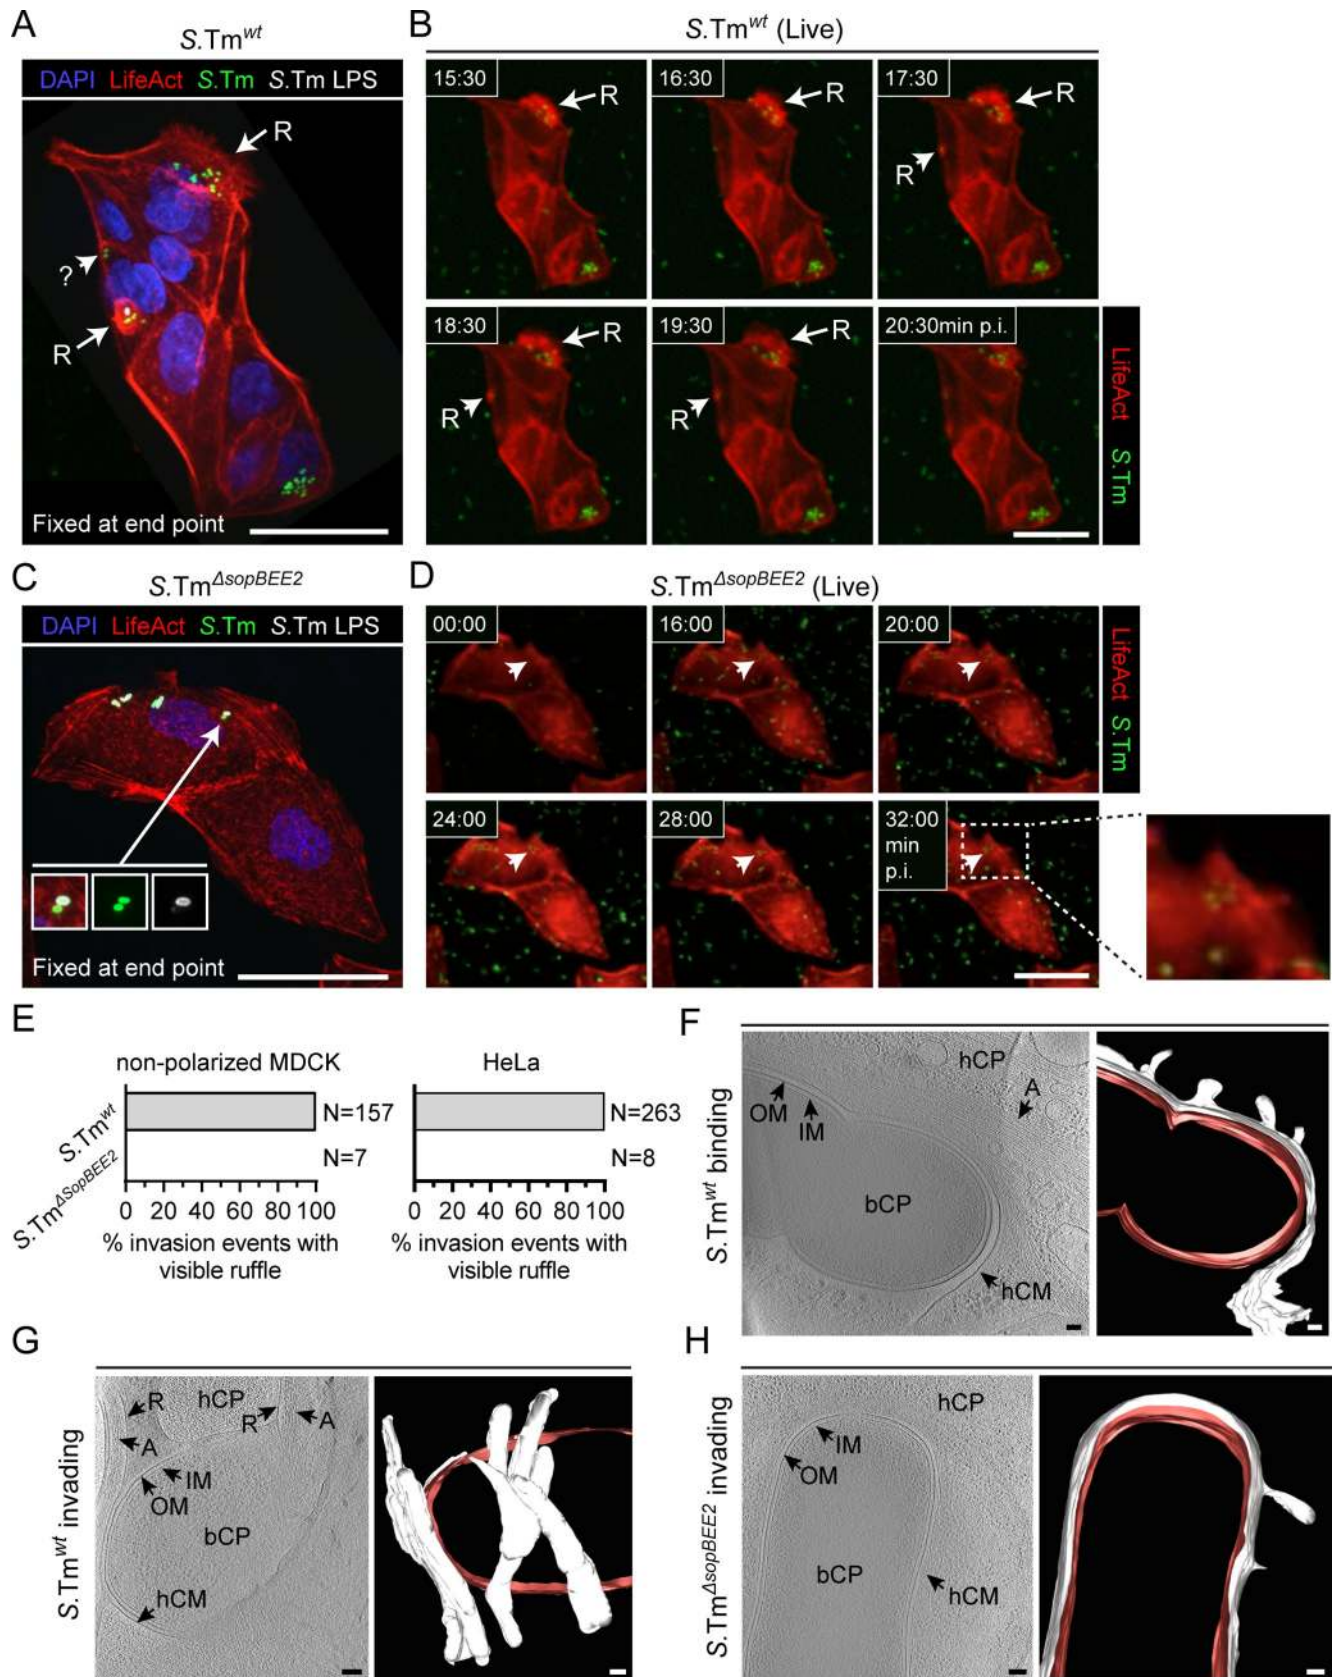 A
S.Tm^wt
DAPI LifeAct S.Tm S.Tm LPS
R
?
R
Fixed at end point
B
S.Tm^wt (Live)
15:30
R
16:30
R
17:30
R
R
18:30
R
R
19:30
R
R
20:30min p.i.
LifeAct S.Tm
C
S.Tm^ΔsopBEE2
DAPI LifeAct S.Tm S.Tm LPS
Fixed at end point
D
S.Tm^ΔsopBEE2 (Live)
00:00
16:00
20:00
24:00
28:00
32:00
min
p.i.
LifeAct S.Tm
E
non-polarized MDCK
S.Tm^wt
N=157
S.Tm^ΔSopBEE2
N=7
0 20 40 60 80 100
% invasion events with
visible ruffle
HeLa
N=263
N=8
0 20 40 60 80 100
% invasion events with
visible ruffle
F
S.Tm^wt binding
hCP
A
OM
IM
bCP
hCM
G
S.Tm^wt invading
R
hCP
R
A
A
IM
OM
bCP
hCM
H
S.Tm^ΔsopBEE2 invading
hCP
IM
OM
bCP
hCM